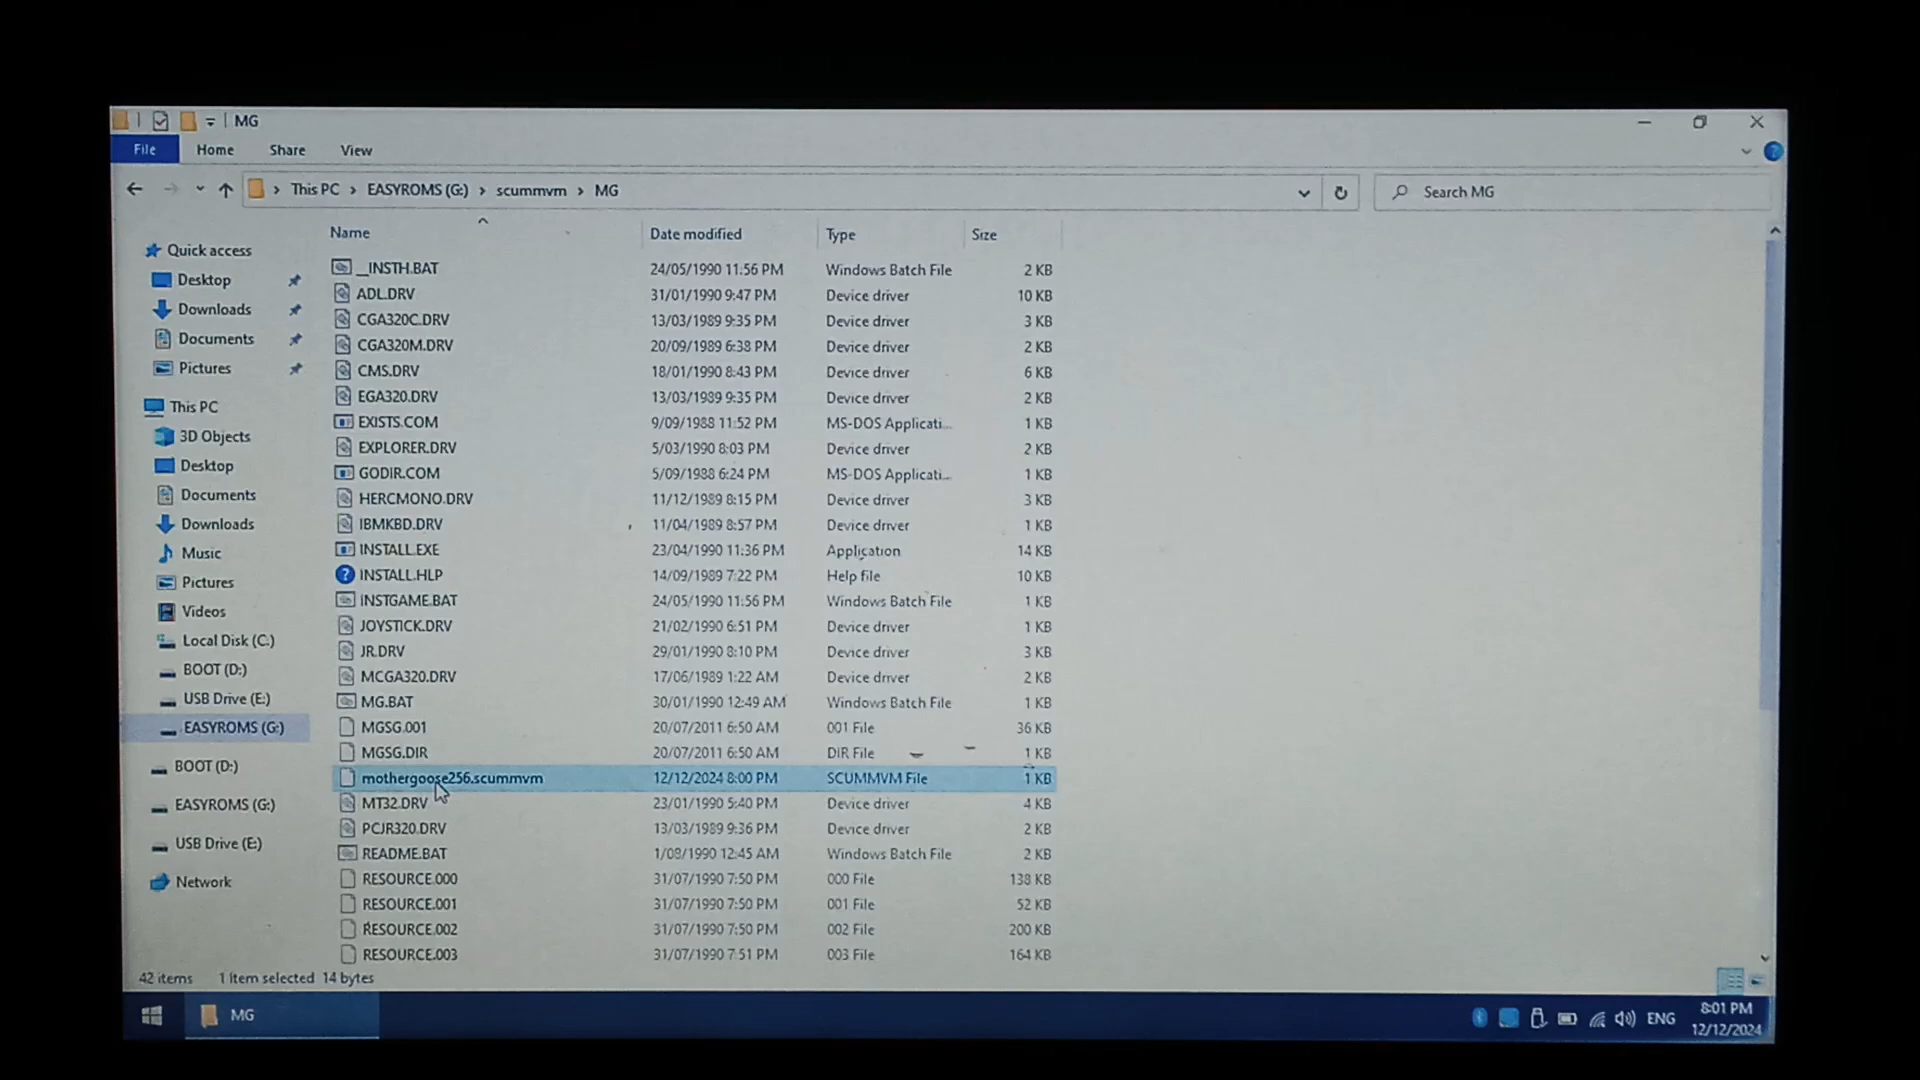 MG
File Home Share View
This PC EASYROMS (G:) scummvm MG
Search MG
Name Date modified Type Size
Quick access
Desktop
Downloads
Documents
Pictures
This PC
3D Objects
Desktop
Documents
Downloads
Music
Pictures
Videos
Local Disk (C:)
BOOT (D:)
USB Drive (E:)
EASYROMS (G:)
BOOT (D:)
EASYROMS (G:)
USB Drive (E:)
Network
__INSTH.BAT 24/05/1990 11:56 PM Windows Batch File 2 KB
ADL.DRV 31/01/1990 9:47 PM Device driver 10 KB
CGA320C.DRV 13/03/1989 9:35 PM Device driver 3 KB
CGA320M.DRV 20/09/1989 6:38 PM Device driver 2 KB
CMS.DRV 18/01/1990 8:43 PM Device driver 6 KB
EGA320.DRV 13/03/1989 9:35 PM Device driver 2 KB
EXISTS.COM 9/09/1988 11:52 PM MS-DOS Applicati... 1 KB
EXPLORER.DRV 5/03/1990 8:03 PM Device driver 2 KB
GODIR.COM 5/09/1988 6:24 PM MS-DOS Applicati... 1 KB
HERCMONO.DRV 11/12/1989 8:15 PM Device driver 3 KB
IBMKBD.DRV 11/04/1989 8:57 PM Device driver 1 KB
INSTALL.EXE 23/04/1990 11:36 PM Application 14 KB
INSTALL.HLP 14/09/1989 7:22 PM Help file 10 KB
INSTGAME.BAT 24/05/1990 11:56 PM Windows Batch File 1 KB
JOYSTICK.DRV 21/02/1990 6:51 PM Device driver 1 KB
JR.DRV 29/01/1990 8:10 PM Device driver 3 KB
MCGA320.DRV 17/06/1989 1:22 AM Device driver 2 KB
MG.BAT 30/01/1990 12:49 AM Windows Batch File 1 KB
MGSG.001 20/07/2011 6:50 AM 001 File 36 KB
MGSG.DIR 20/07/2011 6:50 AM DIR File 1 KB
mothergoose256.scummvm 12/12/2024 8:00 PM SCUMMVM File 1 KB
MT32.DRV 23/01/1990 5:40 PM Device driver 4 KB
PCJR320.DRV 13/03/1989 9:36 PM Device driver 2 KB
README.BAT 1/08/1990 12:45 AM Windows Batch File 2 KB
RESOURCE.000 31/07/1990 7:50 PM 000 File 138 KB
RESOURCE.001 31/07/1990 7:50 PM 001 File 52 KB
RESOURCE.002 31/07/1990 7:50 PM 002 File 200 KB
RESOURCE.003 31/07/1990 7:51 PM 003 File 164 KB
42 items 1 item selected 14 bytes
MG
ENG
8:01 PM
12/12/2024